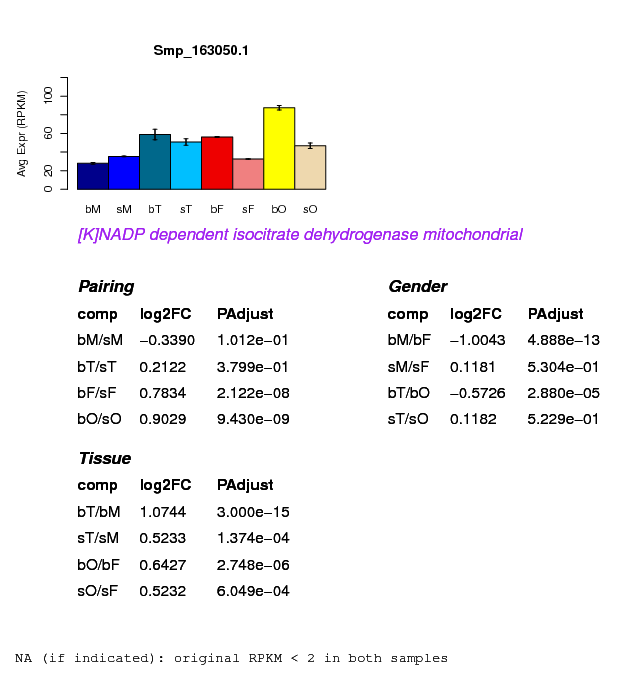 Smp_163050.1
Avg Expr (RPKM)
100
60
20
0
bM sM bT sT bF sF bO sO
[K]NADP dependent isocitrate dehydrogenase mitochondrial
Pairing
comp log2FC PAdjust
bM/sM −0.3390 1.012e−01
bT/sT 0.2122 3.799e−01
bF/sF 0.7834 2.122e−08
bO/sO 0.9029 9.430e−09
Gender
comp log2FC PAdjust
bM/bF −1.0043 4.888e−13
sM/sF 0.1181 5.304e−01
bT/bO −0.5726 2.880e−05
sT/sO 0.1182 5.229e−01
Tissue
comp log2FC PAdjust
bT/bM 1.0744 3.000e−15
sT/sM 0.5233 1.374e−04
bO/bF 0.6427 2.748e−06
sO/sF 0.5232 6.049e−04
NA (if indicated): original RPKM < 2 in both samples